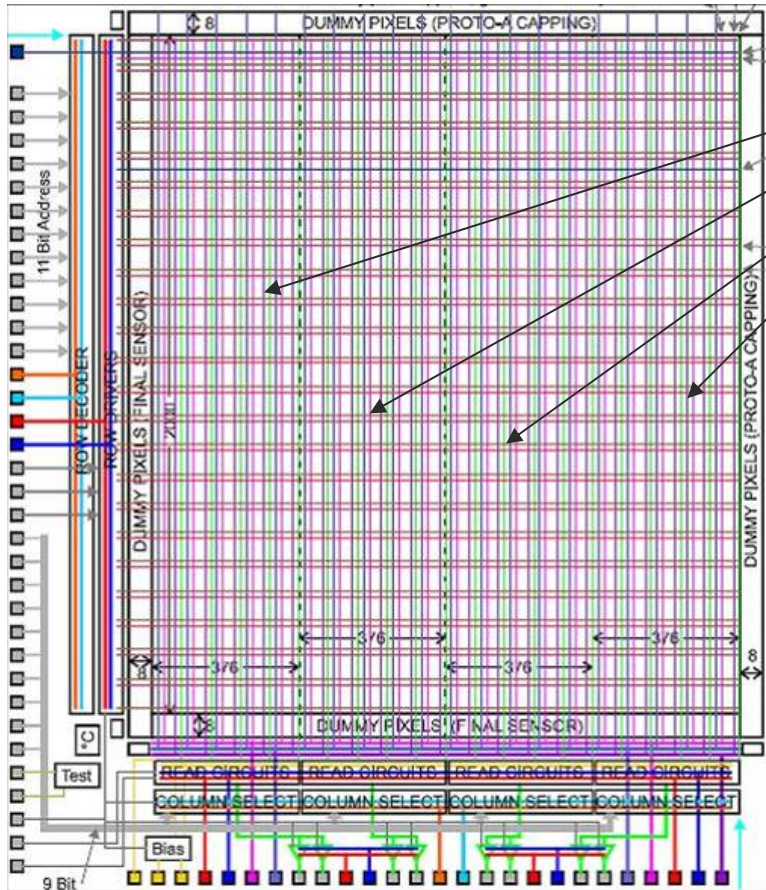 8 DUMMY PIXELS (PROTO-A CAPPING)
11 Bit Address
ROW DECODER
ROW DRIVERS
DUMMY PIXELS (FINAL SENSOR)
2000
DUMMY PIXELS (PROTO-A CAPPING)
376
376
376
376
8
8
8 DUMMY PIXELS (FINAL SENSOR)
°C
Test
READ CIRCUITS READ CIRCUITS READ CIRCUITS READ CIRCUITS
COLUMN SELECT COLUMN SELECT COLUMN SELECT COLUMN SELECT
Bias
9 Bit